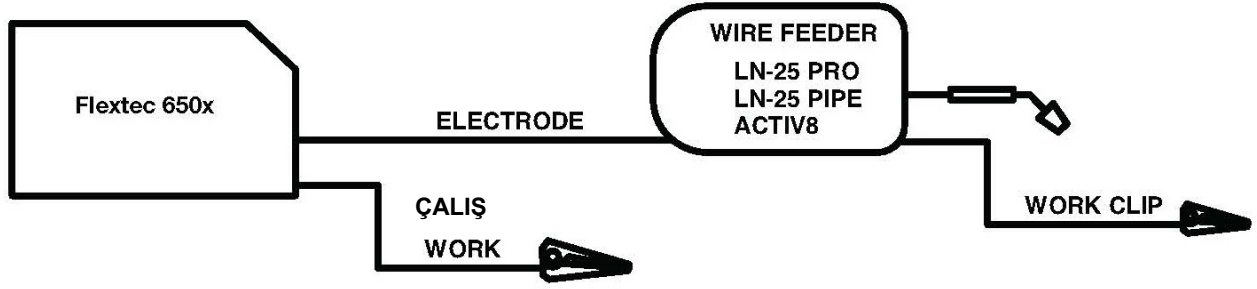 WIRE FEEDER
LN-25 PRO
LN-25 PIPE
ACTIV8
Flextec 650x
ELECTRODE
ÇALIŞ
WORK
WORK CLIP